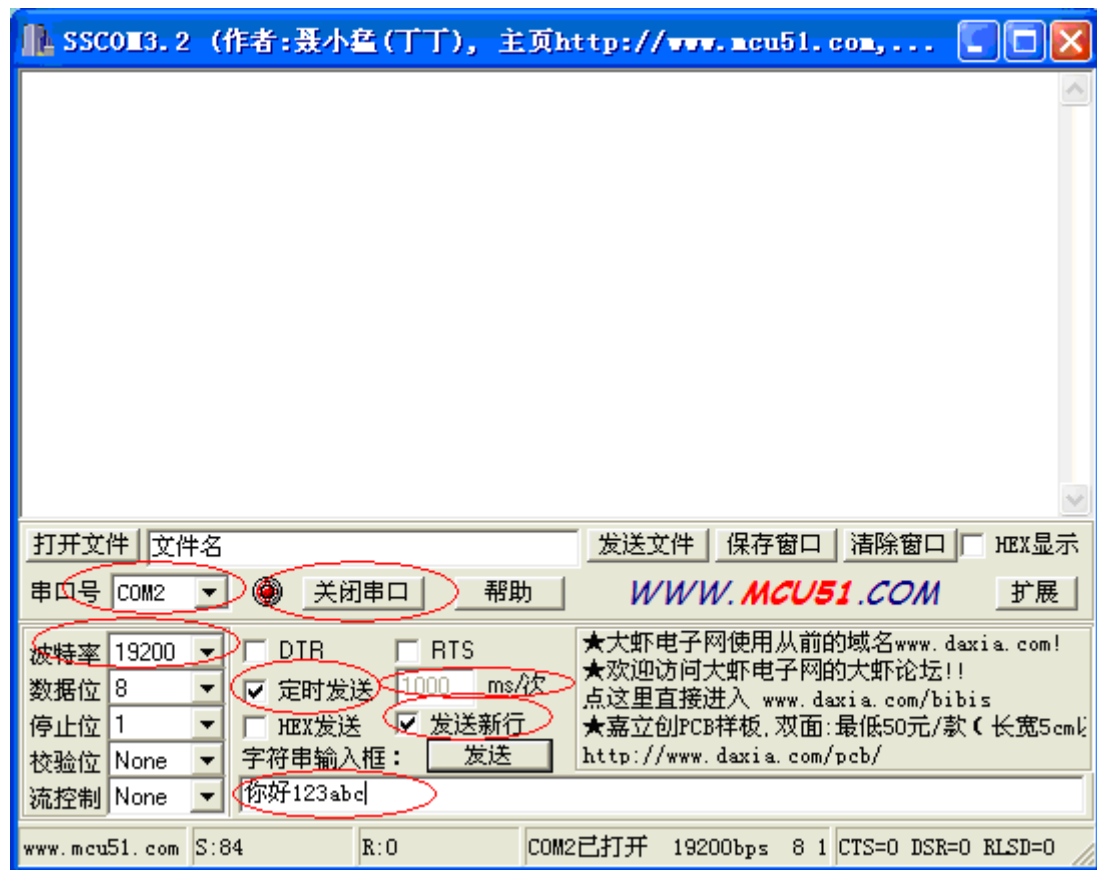 SSCOM3.2 (作者:聂小猛(丁丁), 主页http://www.mcu51.com,...
打开文件 文件名 发送文件 保存窗口 清除窗口 HEX显示
串口号 COM2 关闭串口 帮助 WWW.MCU51.COM 扩展
波特率 19200 DTR RTS
数据位 8 定时发送 1000 ms/次
停止位 1 HEX发送 发送新行
校验位 None 字符串输入框: 发送
流控制 None 你好123abc
★大虾电子网使用从前的域名www.daxia.com!
★欢迎访问大虾电子网的大虾论坛!!
点这里直接进入 www.daxia.com/bibis
★嘉立创PCB样板,双面:最低50元/款(长宽5cm
http://www.daxia.com/pcb/
www.mcu51.com S:84 R:0 COM2已打开 19200bps 8 1 CTS=0 DSR=0 RLSD=0